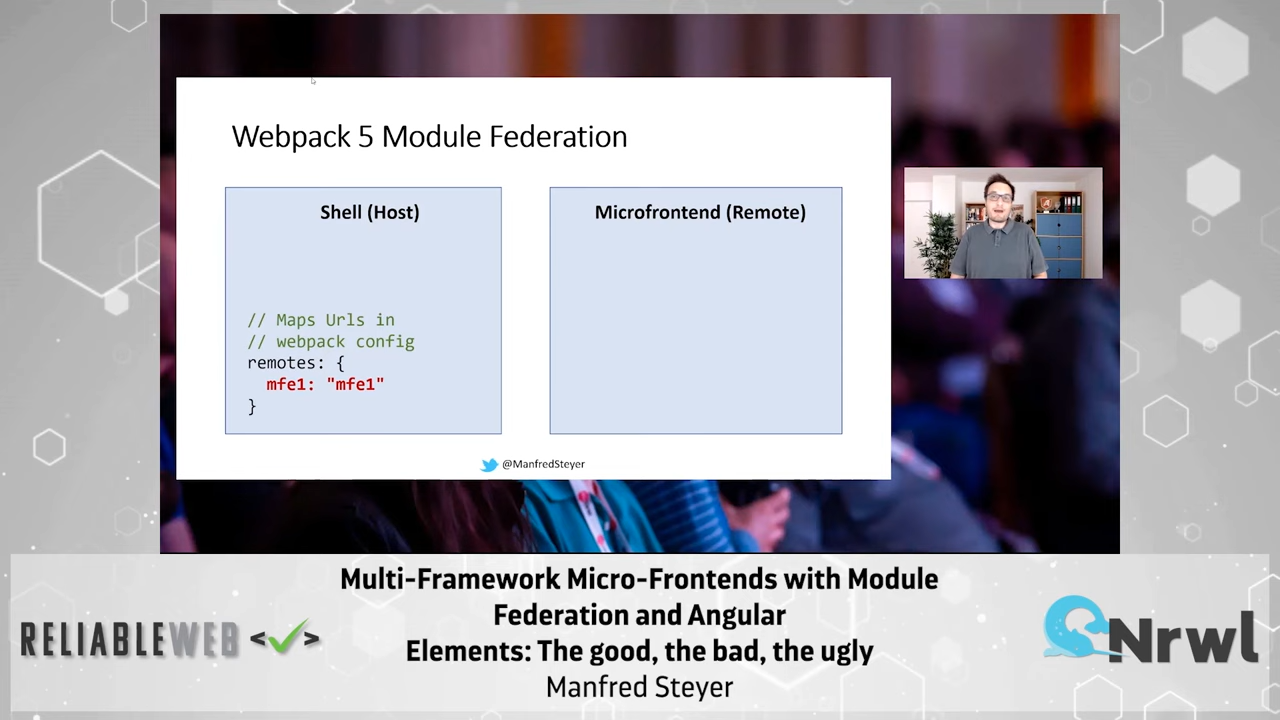 Webpack 5 Module Federation
Shell (Host)
// Maps Urls in
// webpack config
remotes: {
mfe1: "mfe1"
}
Microfrontend (Remote)
@ManfredSteyer
RELIABLEWEB <✓/>
Multi-Framework Micro-Frontends with Module
Federation and Angular
Elements: The good, the bad, the ugly
Manfred Steyer
Nrwl